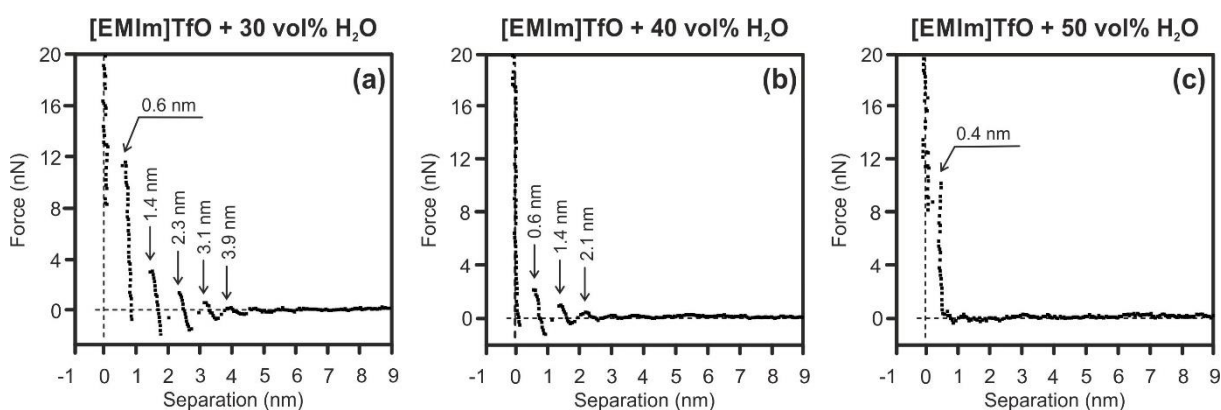 [EMIm]TfO + 30 vol% H₂O
(a)
20
16
12
8
4
0
Force (nN)
0.6 nm
1.4 nm
2.3 nm
3.1 nm
3.9 nm
-1 0 1 2 3 4 5 6 7 8 9
Separation (nm)
[EMIm]TfO + 40 vol% H₂O
(b)
20
16
12
8
4
0
Force (nN)
0.6 nm
1.4 nm
2.1 nm
-1 0 1 2 3 4 5 6 7 8 9
Separation (nm)
[EMIm]TfO + 50 vol% H₂O
(c)
20
16
12
8
4
0
Force (nN)
0.4 nm
-1 0 1 2 3 4 5 6 7 8 9
Separation (nm)